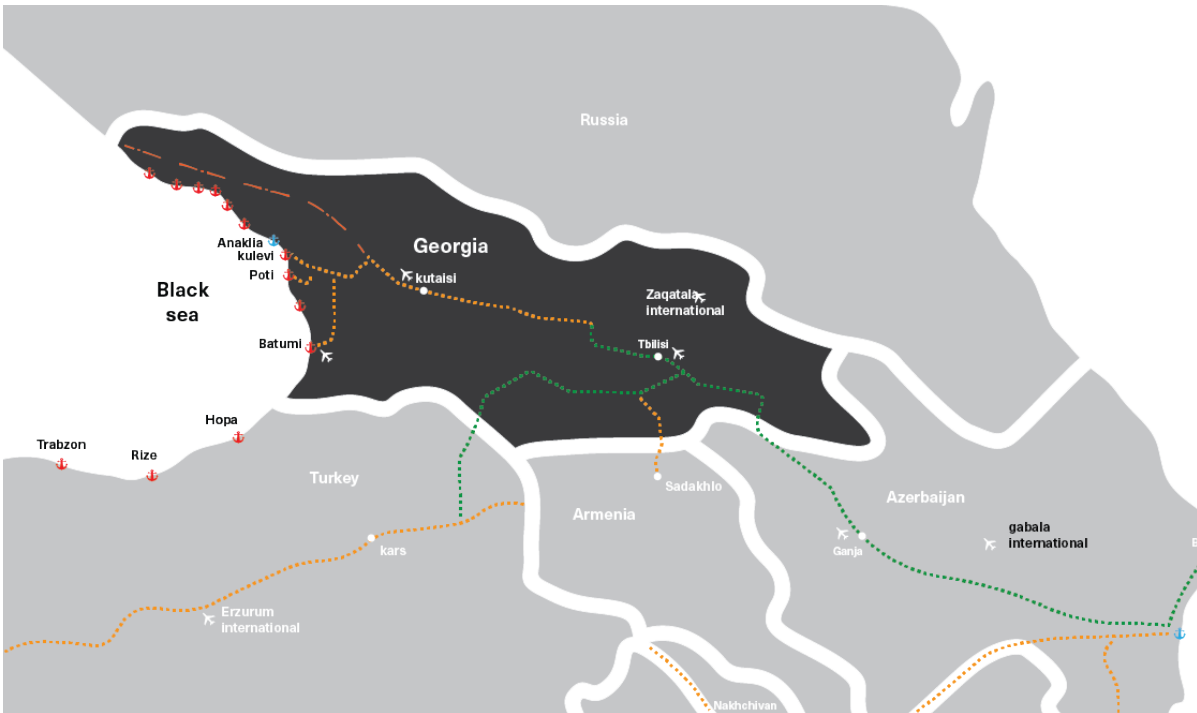 Russia
Anaklia
kulevi
Georgia
Poti
kutaisi
Black
sea
Zaqatala
international
Batumi
Tbilisi
Hopa
Trabzon
Rize
Turkey
Sadakhlo
Azerbaijan
Armenia
gabala
international
kars
Ganja
Erzurum
international
Nakhchivan